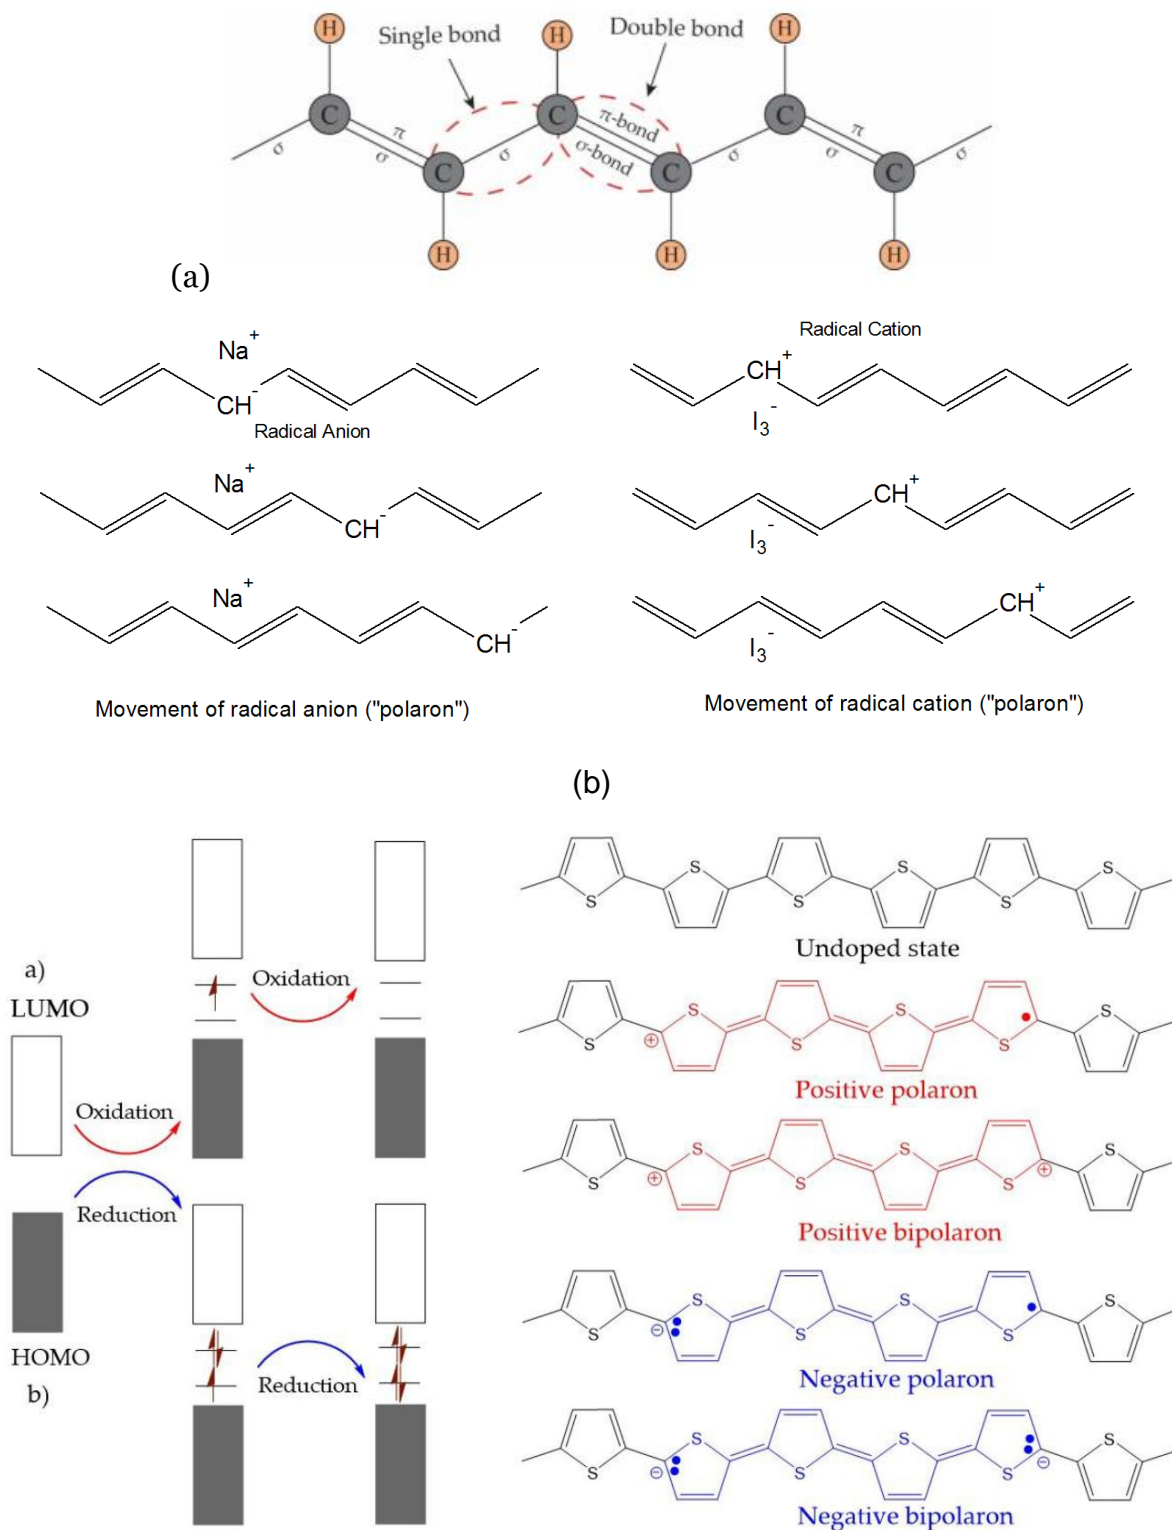 H H H
Single bond Double bond
C C C
π π-bond π
σ σ σ σ-bond σ σ σ
C C C
H H H
(a)
Na+ Radical Cation
CH- CH+
Radical Anion I3-
Na+
CH- CH+
I3-
Na+ CH+
CH- I3-
Movement of radical anion ("polaron") Movement of radical cation ("polaron")
(b)
S S S S S S
Undoped state
a)
LUMO
Oxidation
Oxidation
Reduction
HOMO
b)
Reduction
S S S S S S
⊕ •
Positive polaron
S S S S S S
⊕ ⊕
Positive bipolaron
S S S S S S
⊖
Negative polaron
S S S S S S
⊖ ⊖
Negative bipolaron